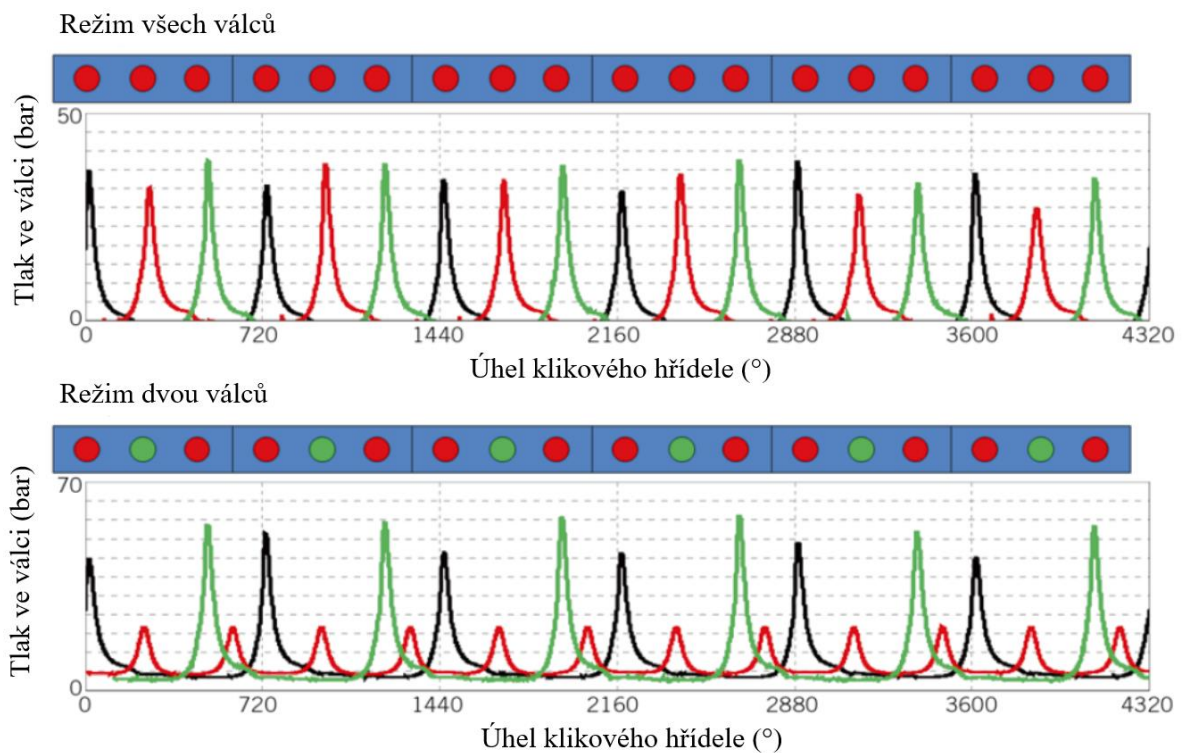 Režim všech válců
Tlak ve válci (bar)
50
0
0 720 1440 2160 2880 3600 4320
Úhel klikového hřídele (°)
Režim dvou válců
Tlak ve válci (bar)
70
0
0 720 1440 2160 2880 3600 4320
Úhel klikového hřídele (°)